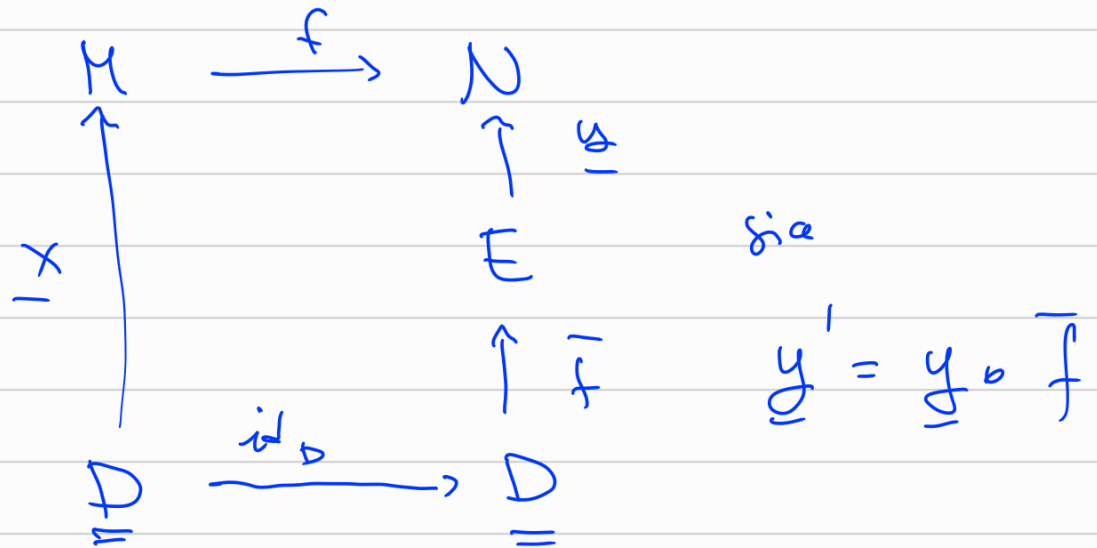 f
M → N
y
x
E
sia
f̄
y' = y ∘ f̄
id_D
D → D